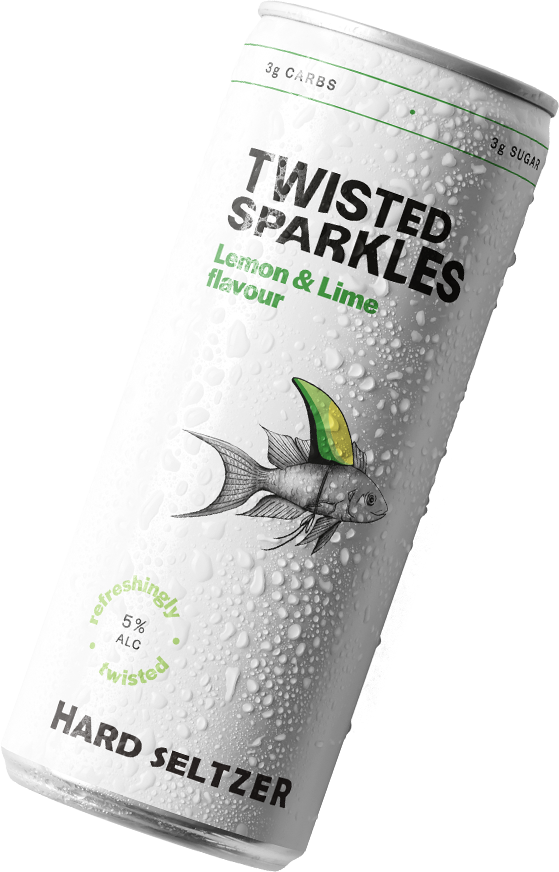 3g CARBS
3g SUGAR
TWISTED
SPARKLES
Lemon & Lime
flavour
refreshingly
5%
ALC
twisted
HARD SELTZER